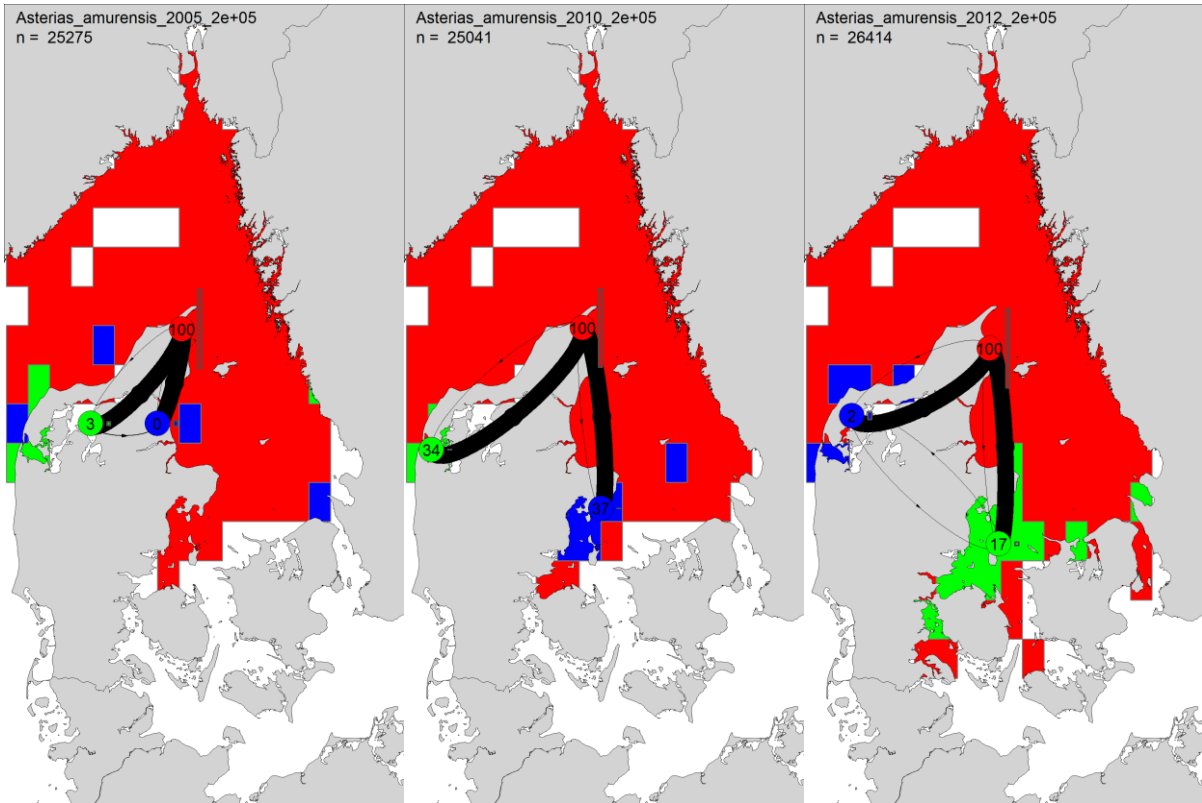 Asterias_amurensis_2005_2e+05
n = 25275
100
3
0
Asterias_amurensis_2010_2e+05
n = 25041
100
34
37
Asterias_amurensis_2012_2e+05
n = 26414
100
2
17